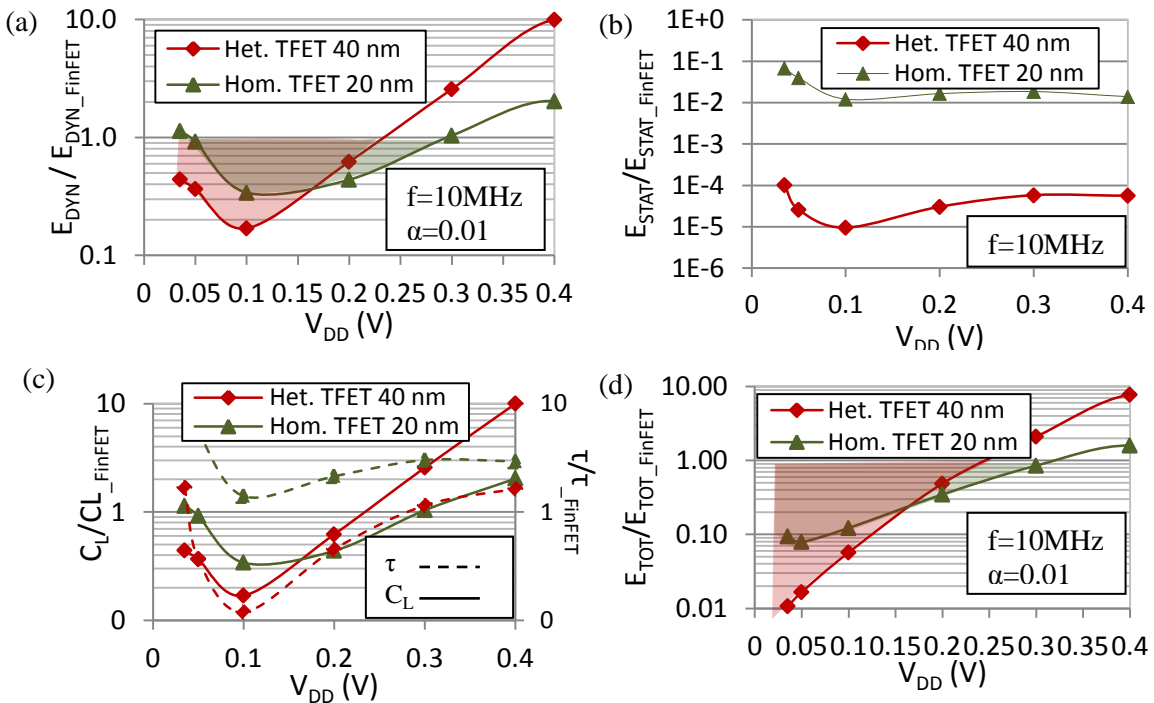 (a)
10.0
1.0
0.1
E_DYN / E_DYN_FinFET
Het. TFET 40 nm
Hom. TFET 20 nm
f=10MHz
α=0.01
0 0.05 0.1 0.15 0.2 0.25 0.3 0.35 0.4
V_DD (V)
(b)
1E+0
1E-1
1E-2
1E-3
1E-4
1E-5
1E-6
E_STAT/E_STAT_FinFET
Het. TFET 40 nm
Hom. TFET 20 nm
f=10MHz
0 0.1 0.2 0.3 0.4
V_DD (V)
(c)
10
1
0
C_L/CL_FinFET
Het. TFET 40 nm
Hom. TFET 20 nm
τ
C_L
10
1
0
τ/τ_FinFET
0 0.1 0.2 0.3 0.4
V_DD (V)
(d)
10.00
1.00
0.10
0.01
E_TOT/E_TOT_FinFET
Het. TFET 40 nm
Hom. TFET 20 nm
f=10MHz
α=0.01
0 0.05 0.1 0.15 0.2 0.25 0.3 0.35 0.4
V_DD (V)